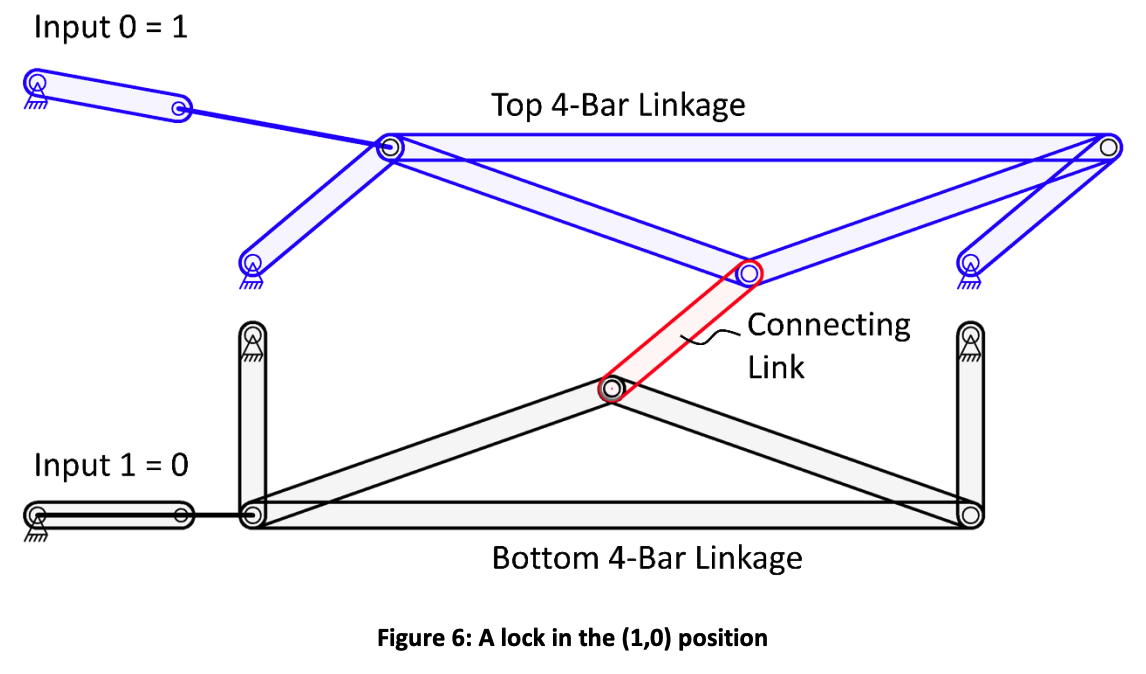 Input 0 = 1
Top 4-Bar Linkage
Connecting
Link
Input 1 = 0
Bottom 4-Bar Linkage
Figure 6: A lock in the (1,0) position